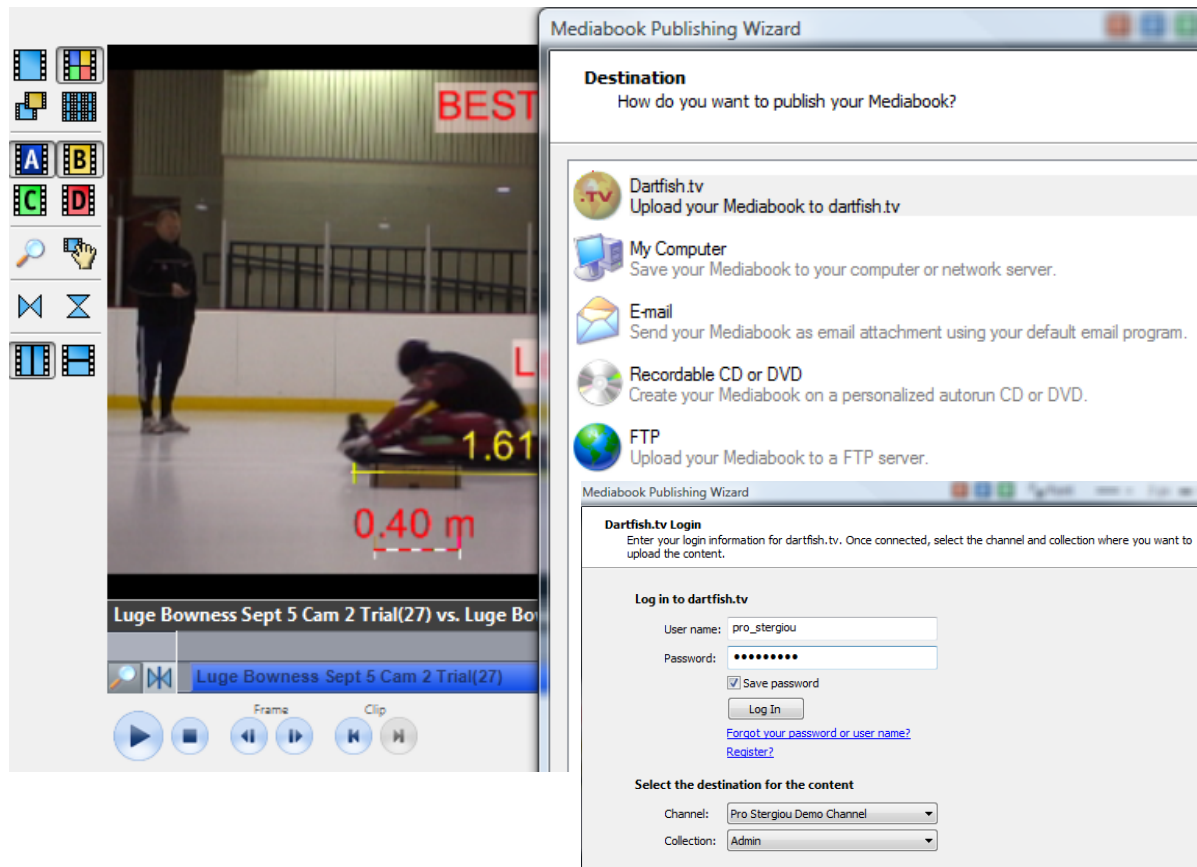 Mediabook Publishing Wizard
Destination
How do you want to publish your Mediabook?
.TV
Dartfish.tv
Upload your Mediabook to dartfish.tv
My Computer
Save your Mediabook to your computer or network server.
E-mail
Send your Mediabook as email attachment using your default email program.
Recordable CD or DVD
Create your Mediabook on a personalized autorun CD or DVD.
FTP
Upload your Mediabook to a FTP server.
A B
C D
BEST
L
1.61
0.40 m
Luge Bowness Sept 5 Cam 2 Trial(27) vs. Luge Bo
Luge Bowness Sept 5 Cam 2 Trial(27)
Frame Clip
Mediabook Publishing Wizard
Dartfish.tv Login
Enter your login information for dartfish.tv. Once connected, select the channel and collection where you want to
upload the content.
Log in to dartfish.tv
User name: pro_stergiou
Password: •••••••••
Save password
Log In
Forgot your password or user name?
Register?
Select the destination for the content
Channel: Pro Stergiou Demo Channel
Collection: Admin